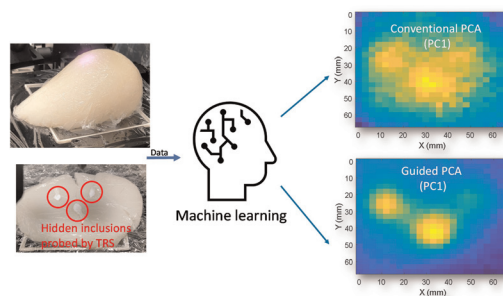 Hidden inclusions
probed by TRS
Data
Machine learning
Conventional PCA
(PC1)
0
10
20
30
40
50
60
Y (mm)
0 10 20 30 40 50 60
X (mm)
Guided PCA
(PC1)
0
10
20
30
40
50
60
Y (mm)
0 10 20 30 40 50 60
X (mm)